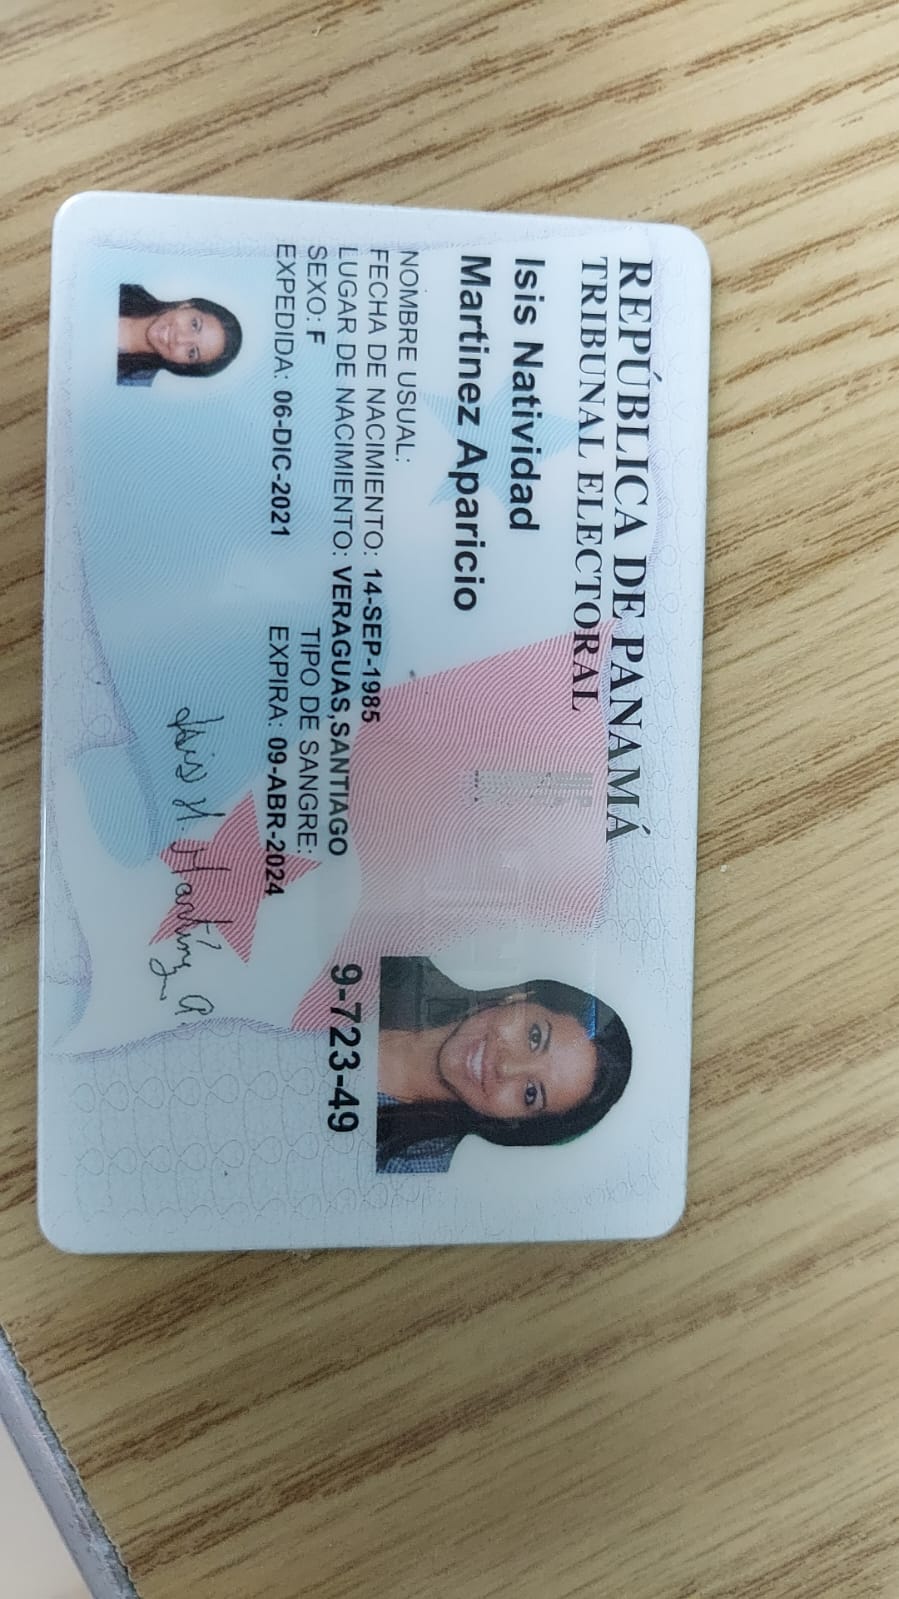 REPÚBLICA DE PANAMÁ
TRIBUNAL ELECTORAL
Isis Natividad
Martinez Aparicio
NOMBRE USUAL:
FECHA DE NACIMIENTO: 14-SEP-1985
LUGAR DE NACIMIENTO: VERAGUAS,SANTIAGO
SEXO: F TIPO DE SANGRE:
EXPEDIDA: 06-DIC-2021 EXPIRA: 09-ABR-2024
9-723-49
Isis N. Martínez A.